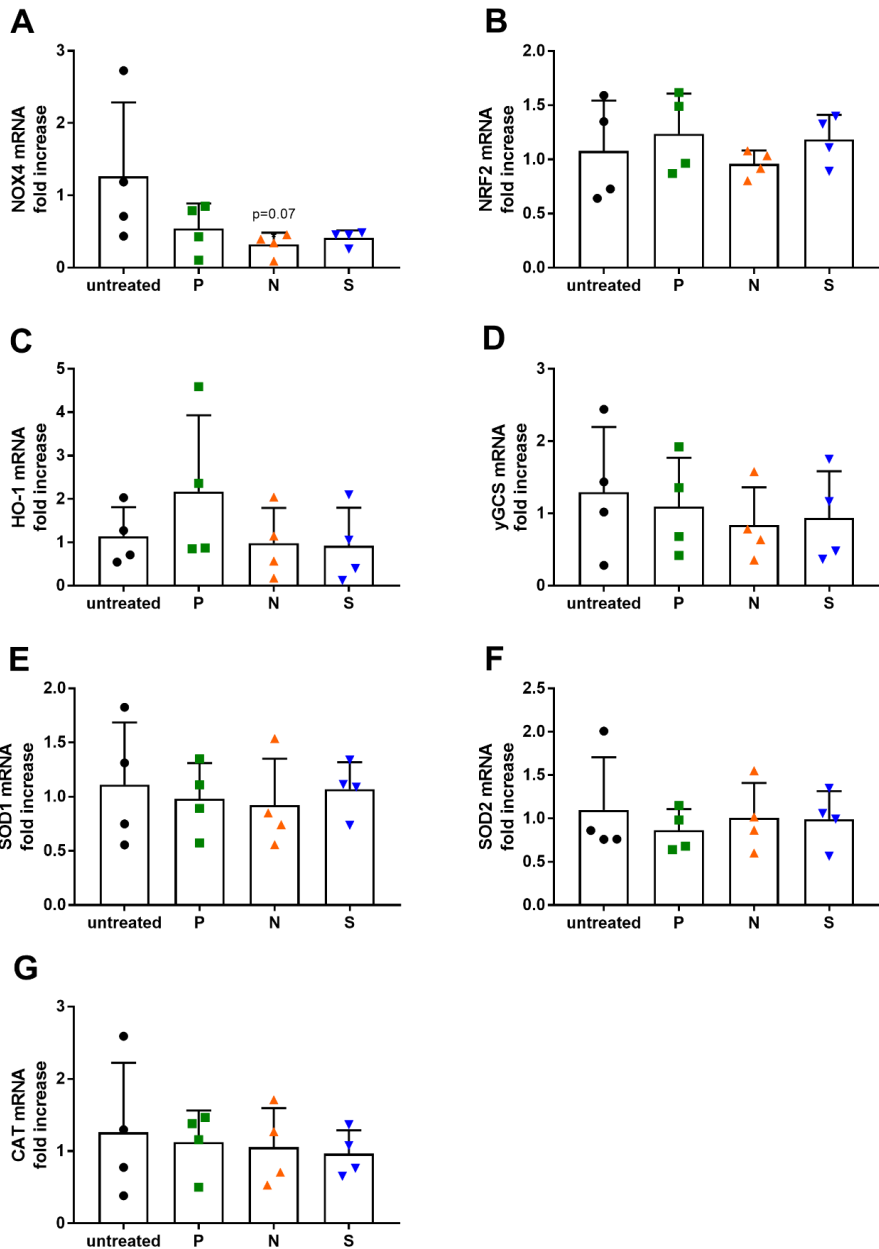 A
NOX4 mRNA
fold increase
3
2
1
0
p=0.07
*
untreated P N S
B
NRF2 mRNA
fold increase
2.0
1.5
1.0
0.5
0.0
untreated P N S
C
HO-1 mRNA
fold increase
5
4
3
2
1
0
untreated P N S
D
yGCS mRNA
fold increase
3
2
1
0
untreated P N S
E
SOD1 mRNA
fold increase
2.0
1.5
1.0
0.5
0.0
untreated P N S
F
SOD2 mRNA
fold increase
2.5
2.0
1.5
1.0
0.5
0.0
untreated P N S
G
CAT mRNA
fold increase
3
2
1
0
untreated P N S